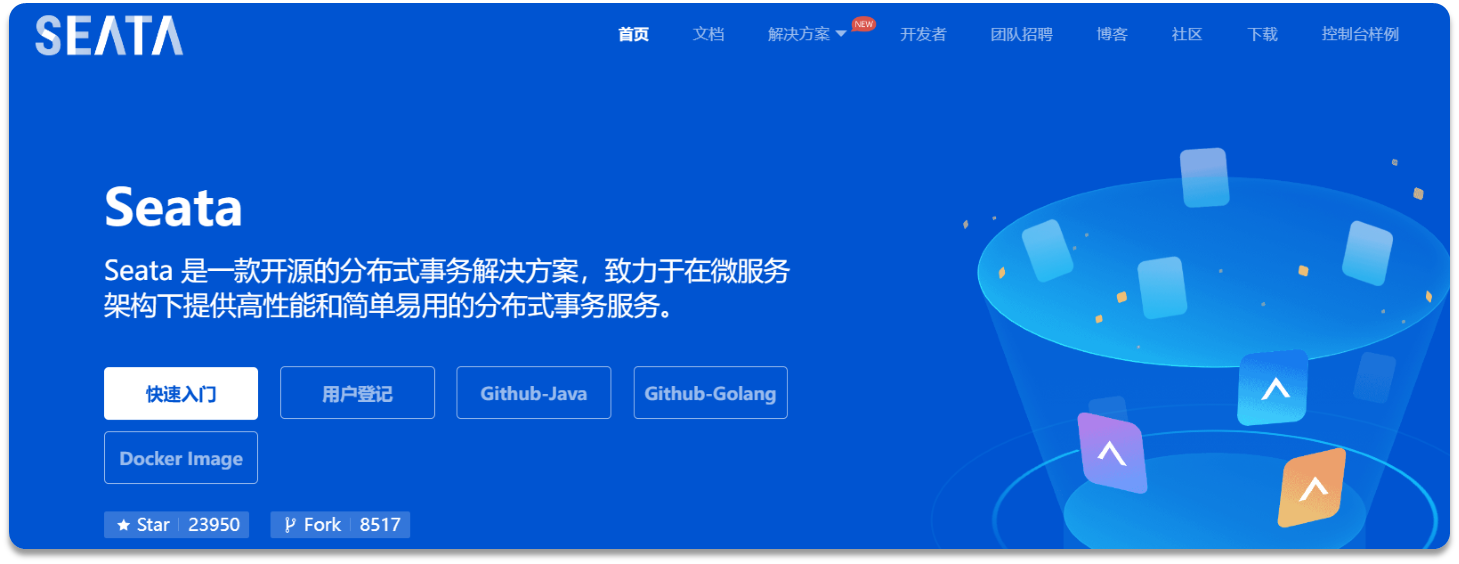 SEATA
首页 文档 解决方案 NEW 开发者 团队招聘 博客 社区 下载 控制台样例
Seata
Seata 是一款开源的分布式事务解决方案，致力于在微服务
架构下提供高性能和简单易用的分布式事务服务。
快速入门 用户登记 Github-Java Github-Golang
Docker Image
Star 23950 Fork 8517